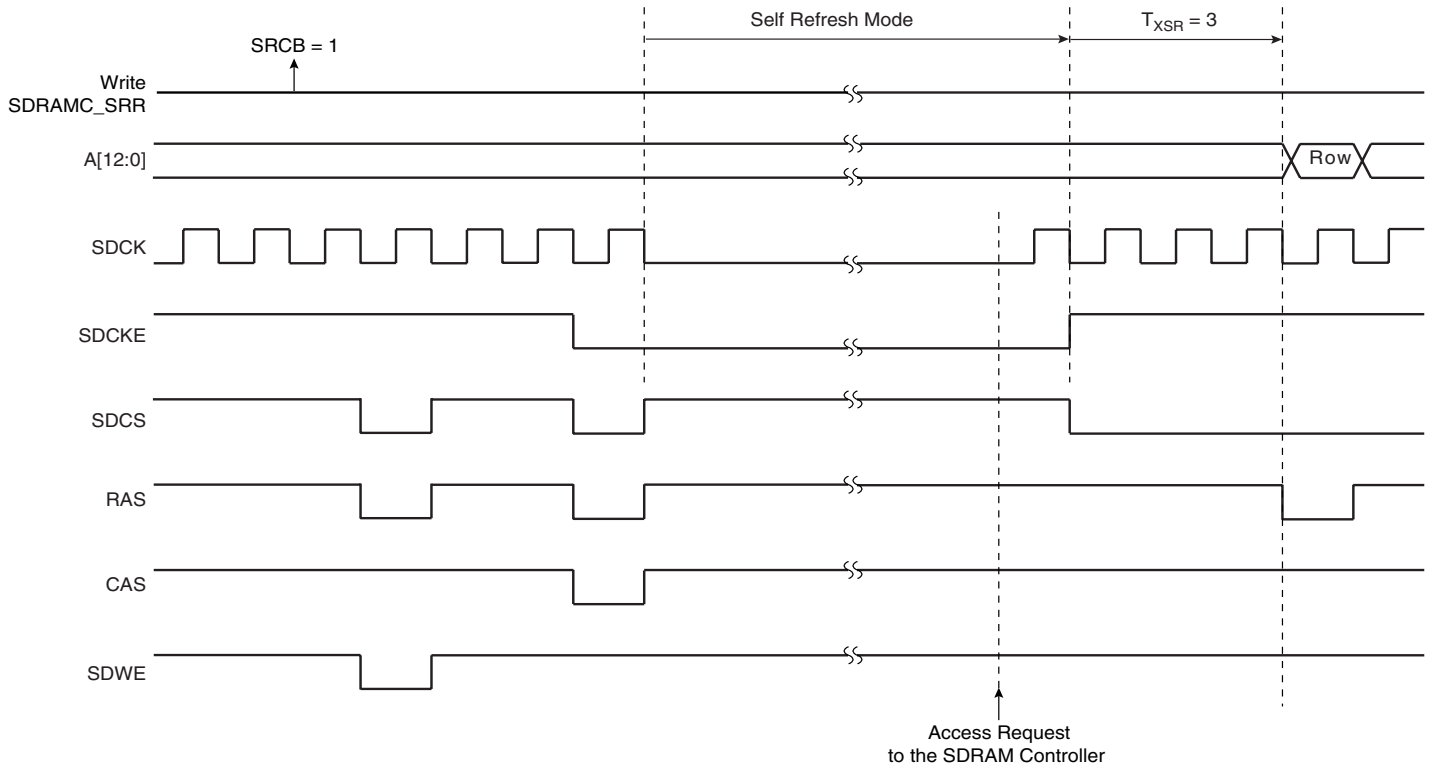 Self Refresh Mode
T_XSR = 3
SRCB = 1
Write
SDRAMC_SRR
A[12:0]
Row
SDCK
SDCKE
SDCS
RAS
CAS
SDWE
Access Request
to the SDRAM Controller